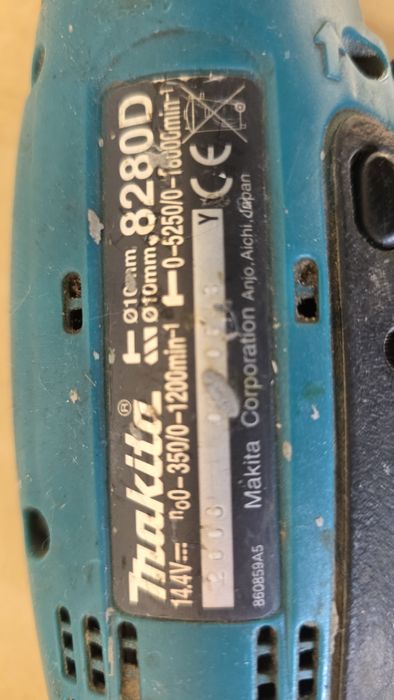 makita® Ø10mm
Ø10mm 8280D
14.4V n₀0-350/0-1200min⁻¹ 0-5250/0-18000min⁻¹
2008 Y CE
Makita Corporation Anjo, Aichi, Japan
860859A5